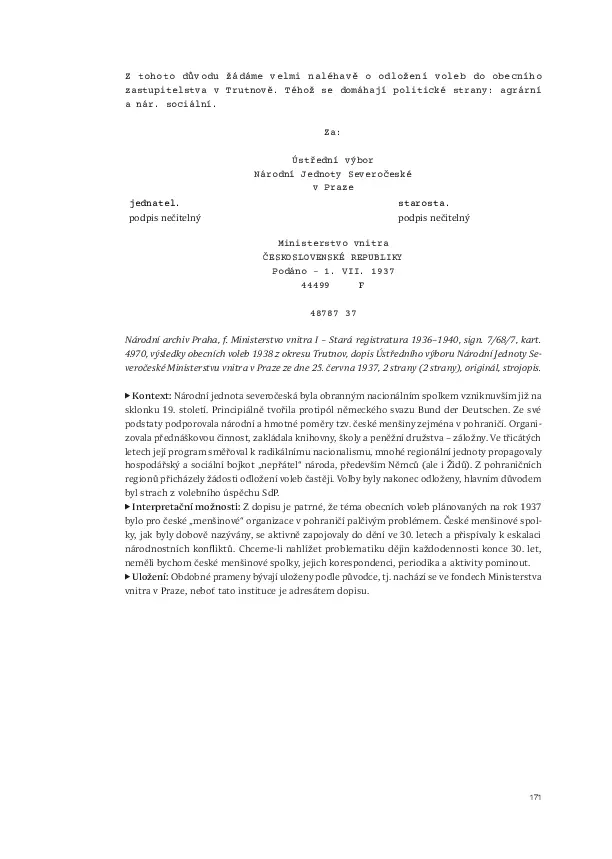 Z tohoto důvodu žádáme velmi naléhavě o odložení voleb do obecního
zastupitelstva v Trutnově. Téhož se domáhají politické strany: agrární
a nár. sociální.
Za:
Ústřední výbor
Národní Jednoty Severočeské
v Praze
jednatel. starosta.
podpis nečitelný podpis nečitelný
Ministerstvo vnitra
ČESKOSLOVENSKÉ REPUBLIKY
Podáno – 1. VII. 1937
44499 F
48787 37
Národní archiv Praha, f. Ministerstvo vnitra I – Stará registratura 1936–1940, sign. 7/68/7, kart.
4970, výsledky obecních voleb 1938 z okresu Trutnov, dopis Ústředního výboru Národní Jednoty Se-
veročeské Ministerstvu vnitra v Praze ze dne 25. června 1937, 2 strany (2 strany), originál, strojopis.
▶ Kontext: Národní jednota severočeská byla obranným nacionálním spolkem vzniknuvším již na
sklonku 19. století. Principiálně tvořila protipól německého svazu Bund der Deutschen. Ze své
podstaty podporovala národní a hmotné poměry tzv. české menšiny zejména v pohraničí. Organi-
zovala přednáškovou činnost, zakládala knihovny, školy a peněžní družstva – záložny. Ve třicátých
letech její program směřoval k radikálnímu nacionalismu, mnohé regionální jednoty propagovaly
hospodářský a sociální bojkot „nepřátel“ národa, především Němců (ale i Židů). Z pohraničních
regionů přicházely žádosti odložení voleb častěji. Volby byly nakonec odloženy, hlavním důvodem
byl strach z volebního úspěchu SdP.
▶ Interpretační možnosti: Z dopisu je patrné, že téma obecních voleb plánovaných na rok 1937
bylo pro české „menšinové“ organizace v pohraničí palčivým problémem. České menšinové spol-
ky, jak byly dobově nazývány, se aktivně zapojovaly do dění ve 30. letech a přispívaly k eskalaci
národnostních konfliktů. Chceme-li nahlížet problematiku dějin každodennosti konce 30. let,
neměli bychom české menšinové spolky, jejich korespondenci, periodika a aktivity pominout.
▶ Uložení: Obdobné prameny bývají uloženy podle původce, tj. nachází se ve fondech Ministerstva
vnitra v Praze, neboť tato instituce je adresátem dopisu.
171